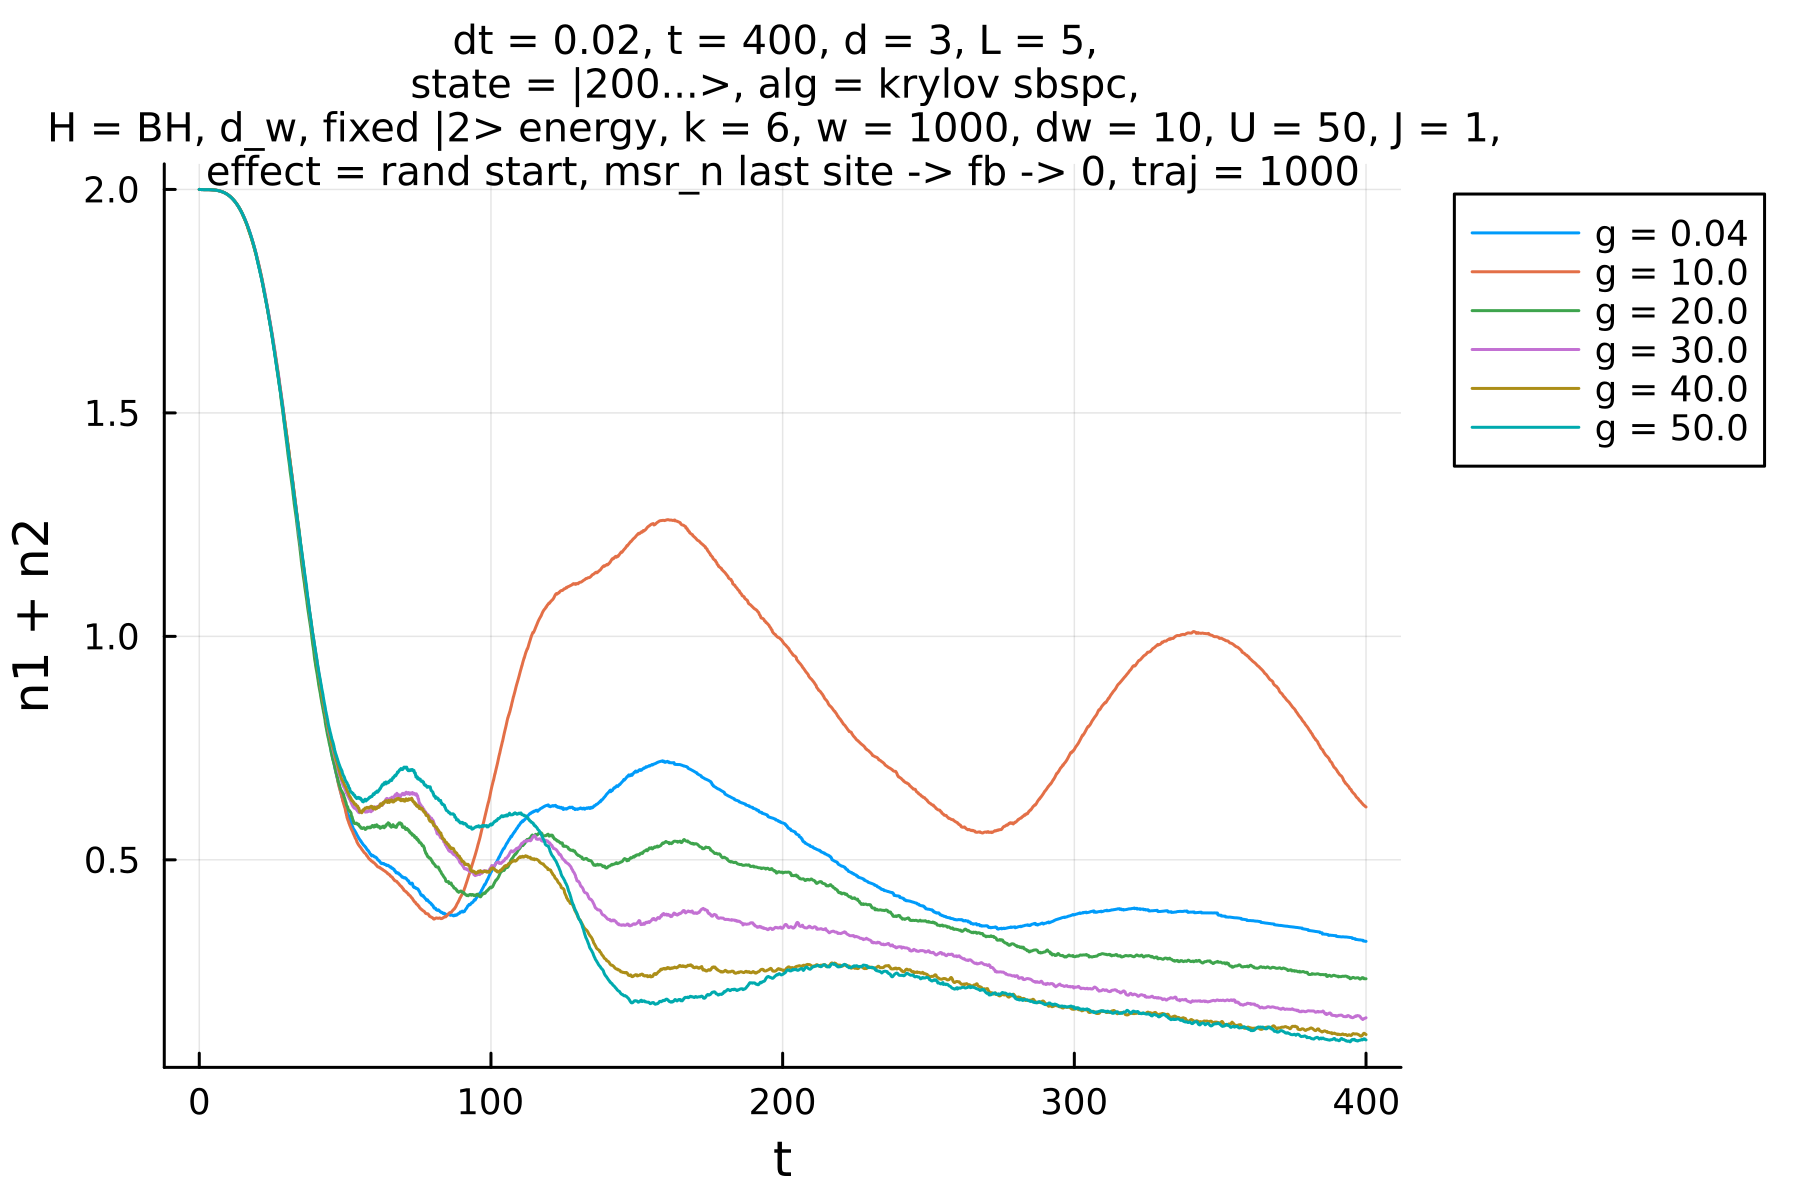 dt = 0.02, t = 400, d = 3, L = 5,
state = |200...>, alg = krylov sbspc,
H = BH, d_w, fixed |2> energy, k = 6, w = 1000, dw = 10, U = 50, J = 1,
effect = rand start, msr_n last site -> fb -> 0, traj = 1000
2.0
1.5
1.0
0.5
n1 + n2
0
100
200
300
400
t
g = 0.04
g = 10.0
g = 20.0
g = 30.0
g = 40.0
g = 50.0